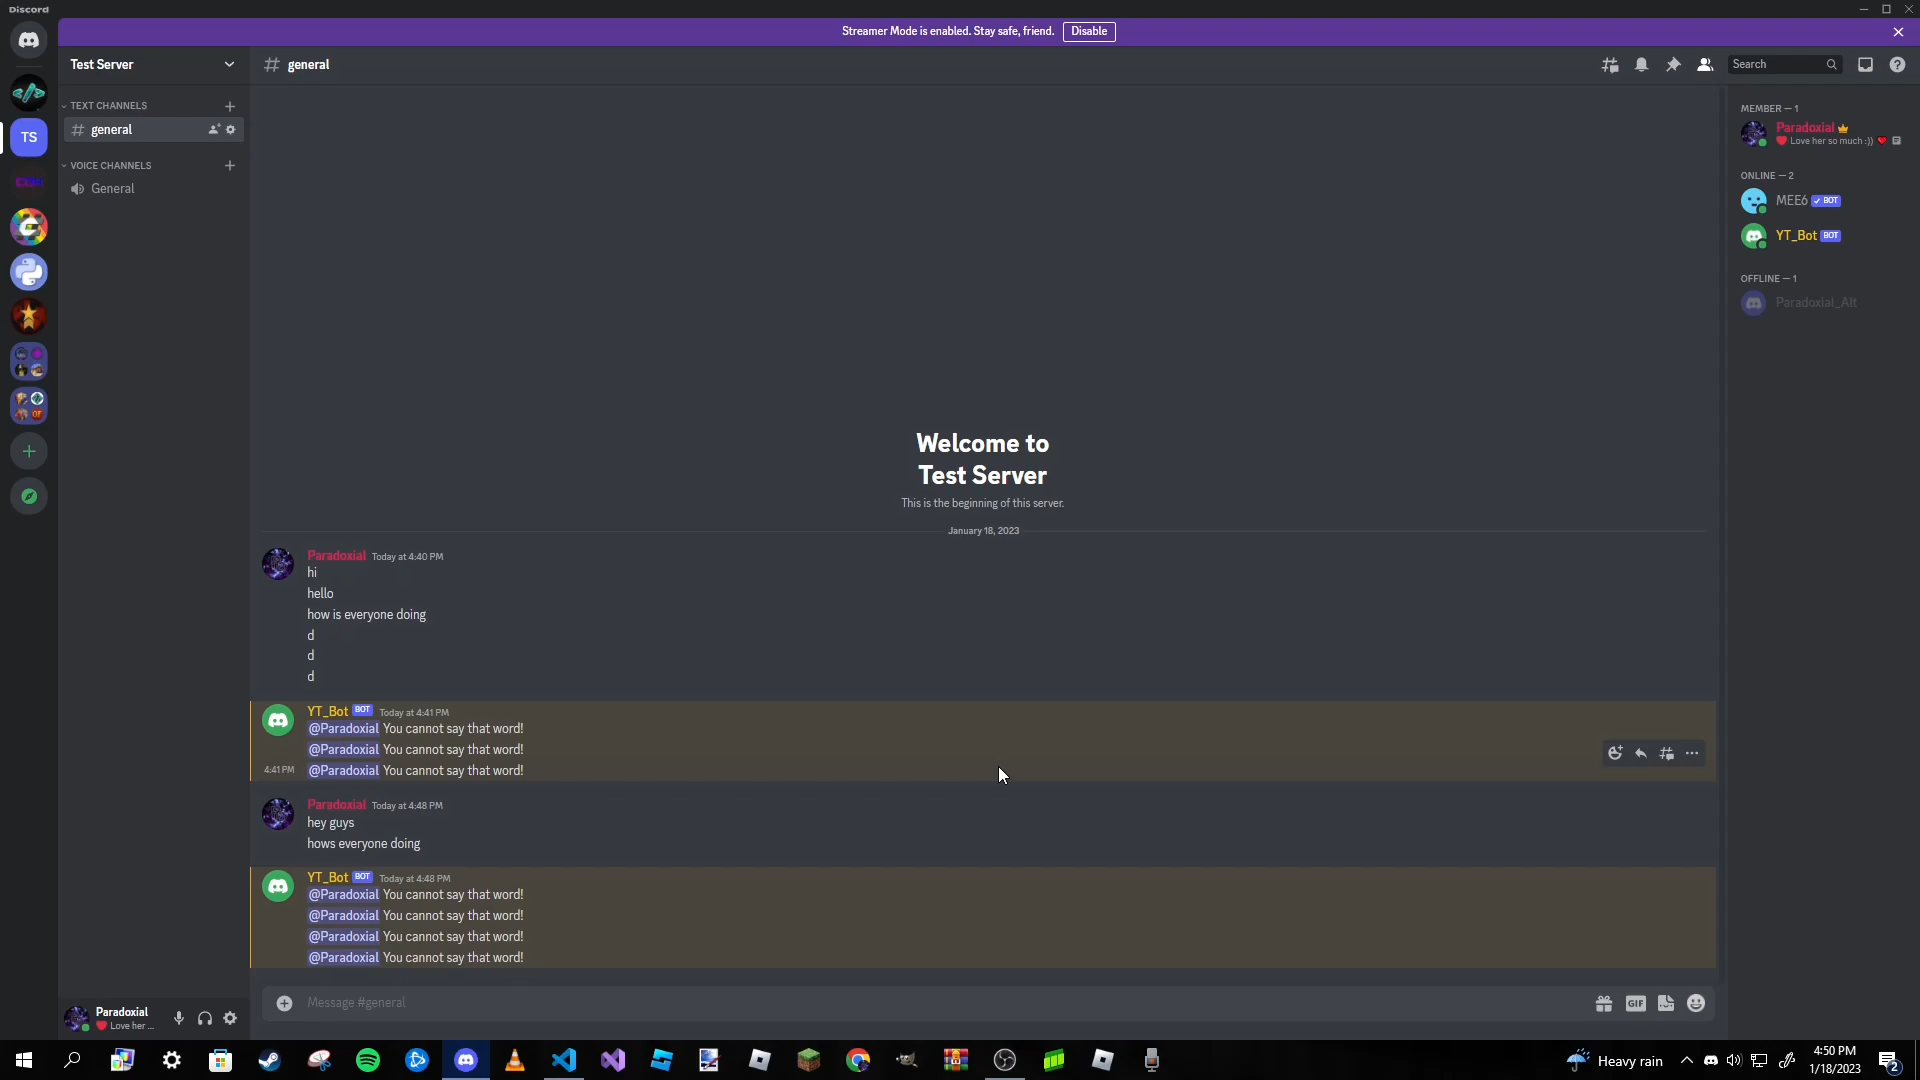 Discord
Streamer Mode is enabled. Stay safe, friend. Disable
Test Server
general
Search
TEXT CHANNELS
general
VOICE CHANNELS
General
TS
Welcome to
Test Server
This is the beginning of this server.
January 18, 2023
Paradoxial Today at 4:40 PM
hi
hello
how is everyone doing
d
d
d
YT_Bot BOT Today at 4:41 PM
@Paradoxial You cannot say that word!
@Paradoxial You cannot say that word!
4:41 PM @Paradoxial You cannot say that word!
Paradoxial Today at 4:48 PM
hey guys
hows everyone doing
YT_Bot BOT Today at 4:48 PM
@Paradoxial You cannot say that word!
@Paradoxial You cannot say that word!
@Paradoxial You cannot say that word!
@Paradoxial You cannot say that word!
Message #general
GIF
MEMBER — 1
Paradoxial
Love her so much :))
ONLINE — 2
MEE6 BOT
YT_Bot BOT
OFFLINE — 1
Paradoxial_Alt
Paradoxial
Love her ...
Heavy rain
4:50 PM
1/18/2023
2